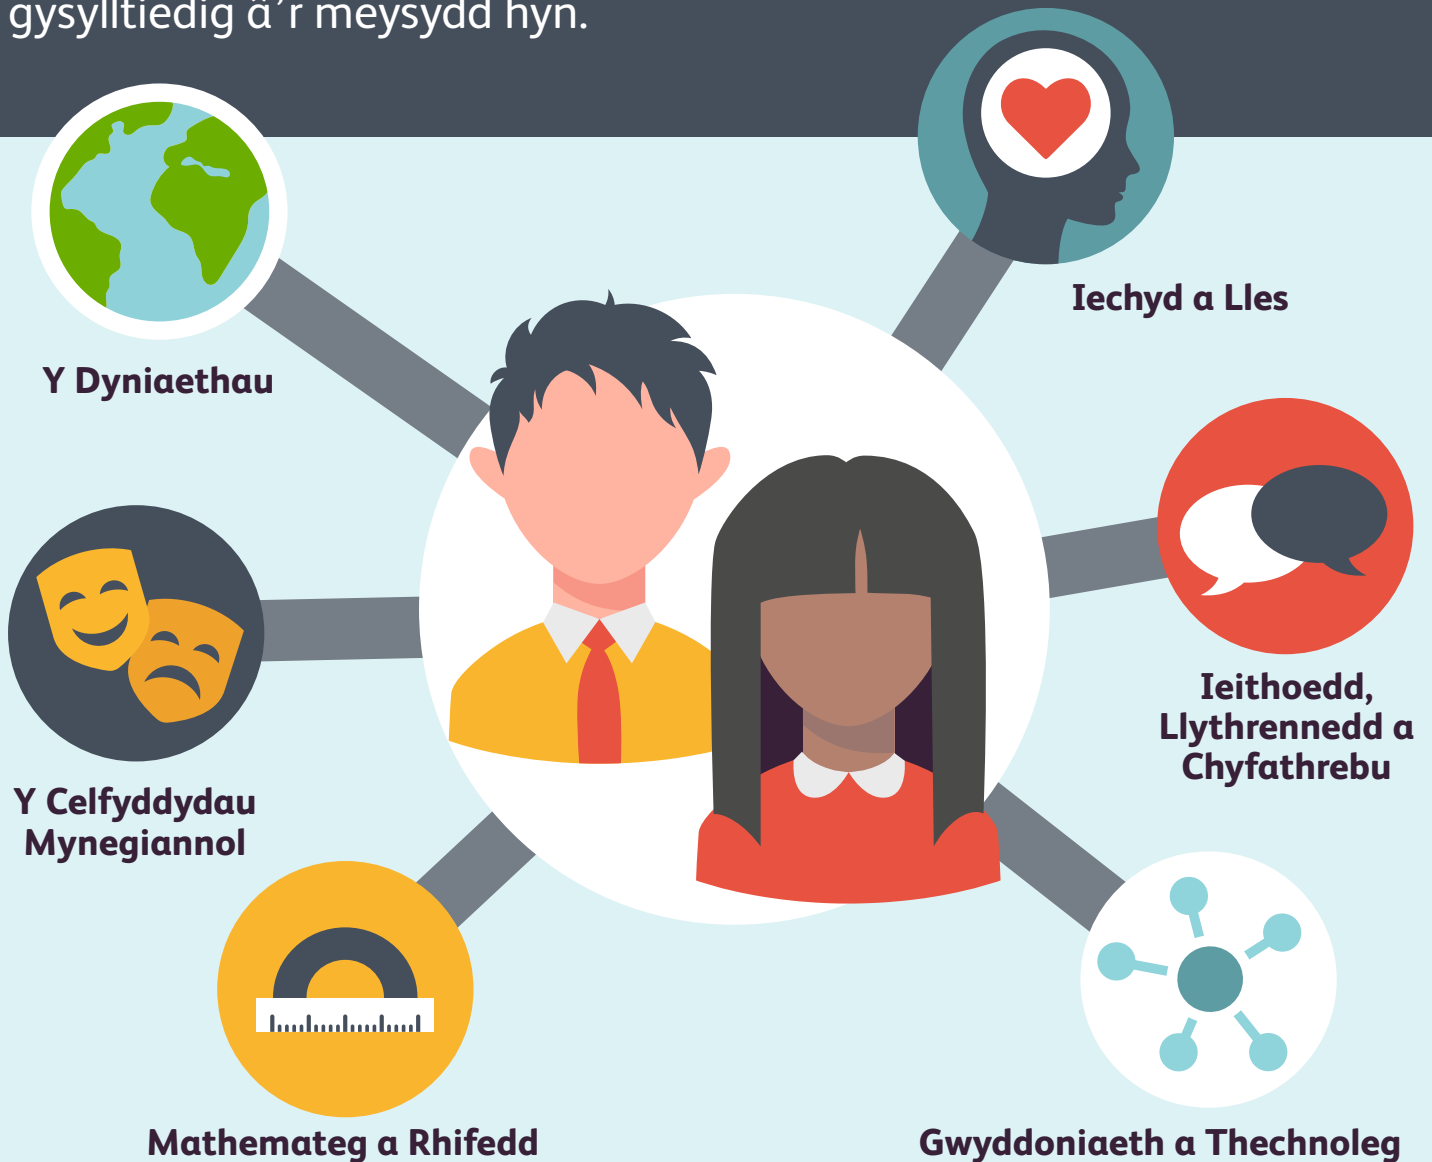 gysylltiedig â'r meysydd hyn.
Iechyd a Lles
Y Dyniaethau
Ieithoedd,
Llythrennedd a
Chyfathrebu
Y Celfyddydau
Mynegiannol
Mathemateg a Rhifedd
Gwyddoniaeth a Thechnoleg